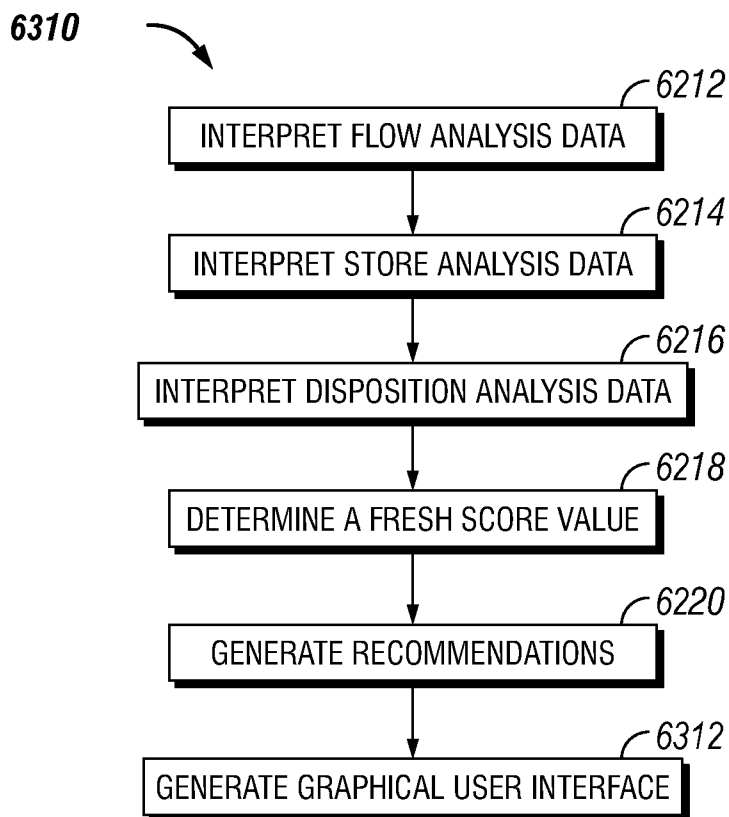 6310
6212
INTERPRET FLOW ANALYSIS DATA
6214
INTERPRET STORE ANALYSIS DATA
6216
INTERPRET DISPOSITION ANALYSIS DATA
6218
DETERMINE A FRESH SCORE VALUE
6220
GENERATE RECOMMENDATIONS
6312
GENERATE GRAPHICAL USER INTERFACE